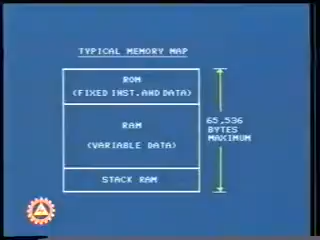 TYPICAL MEMORY MAP
ROM
(FIXED INST. AND DATA)
RAM
(VARIABLE DATA)
STACK RAM
65,536
BYTES
MAXIMUM